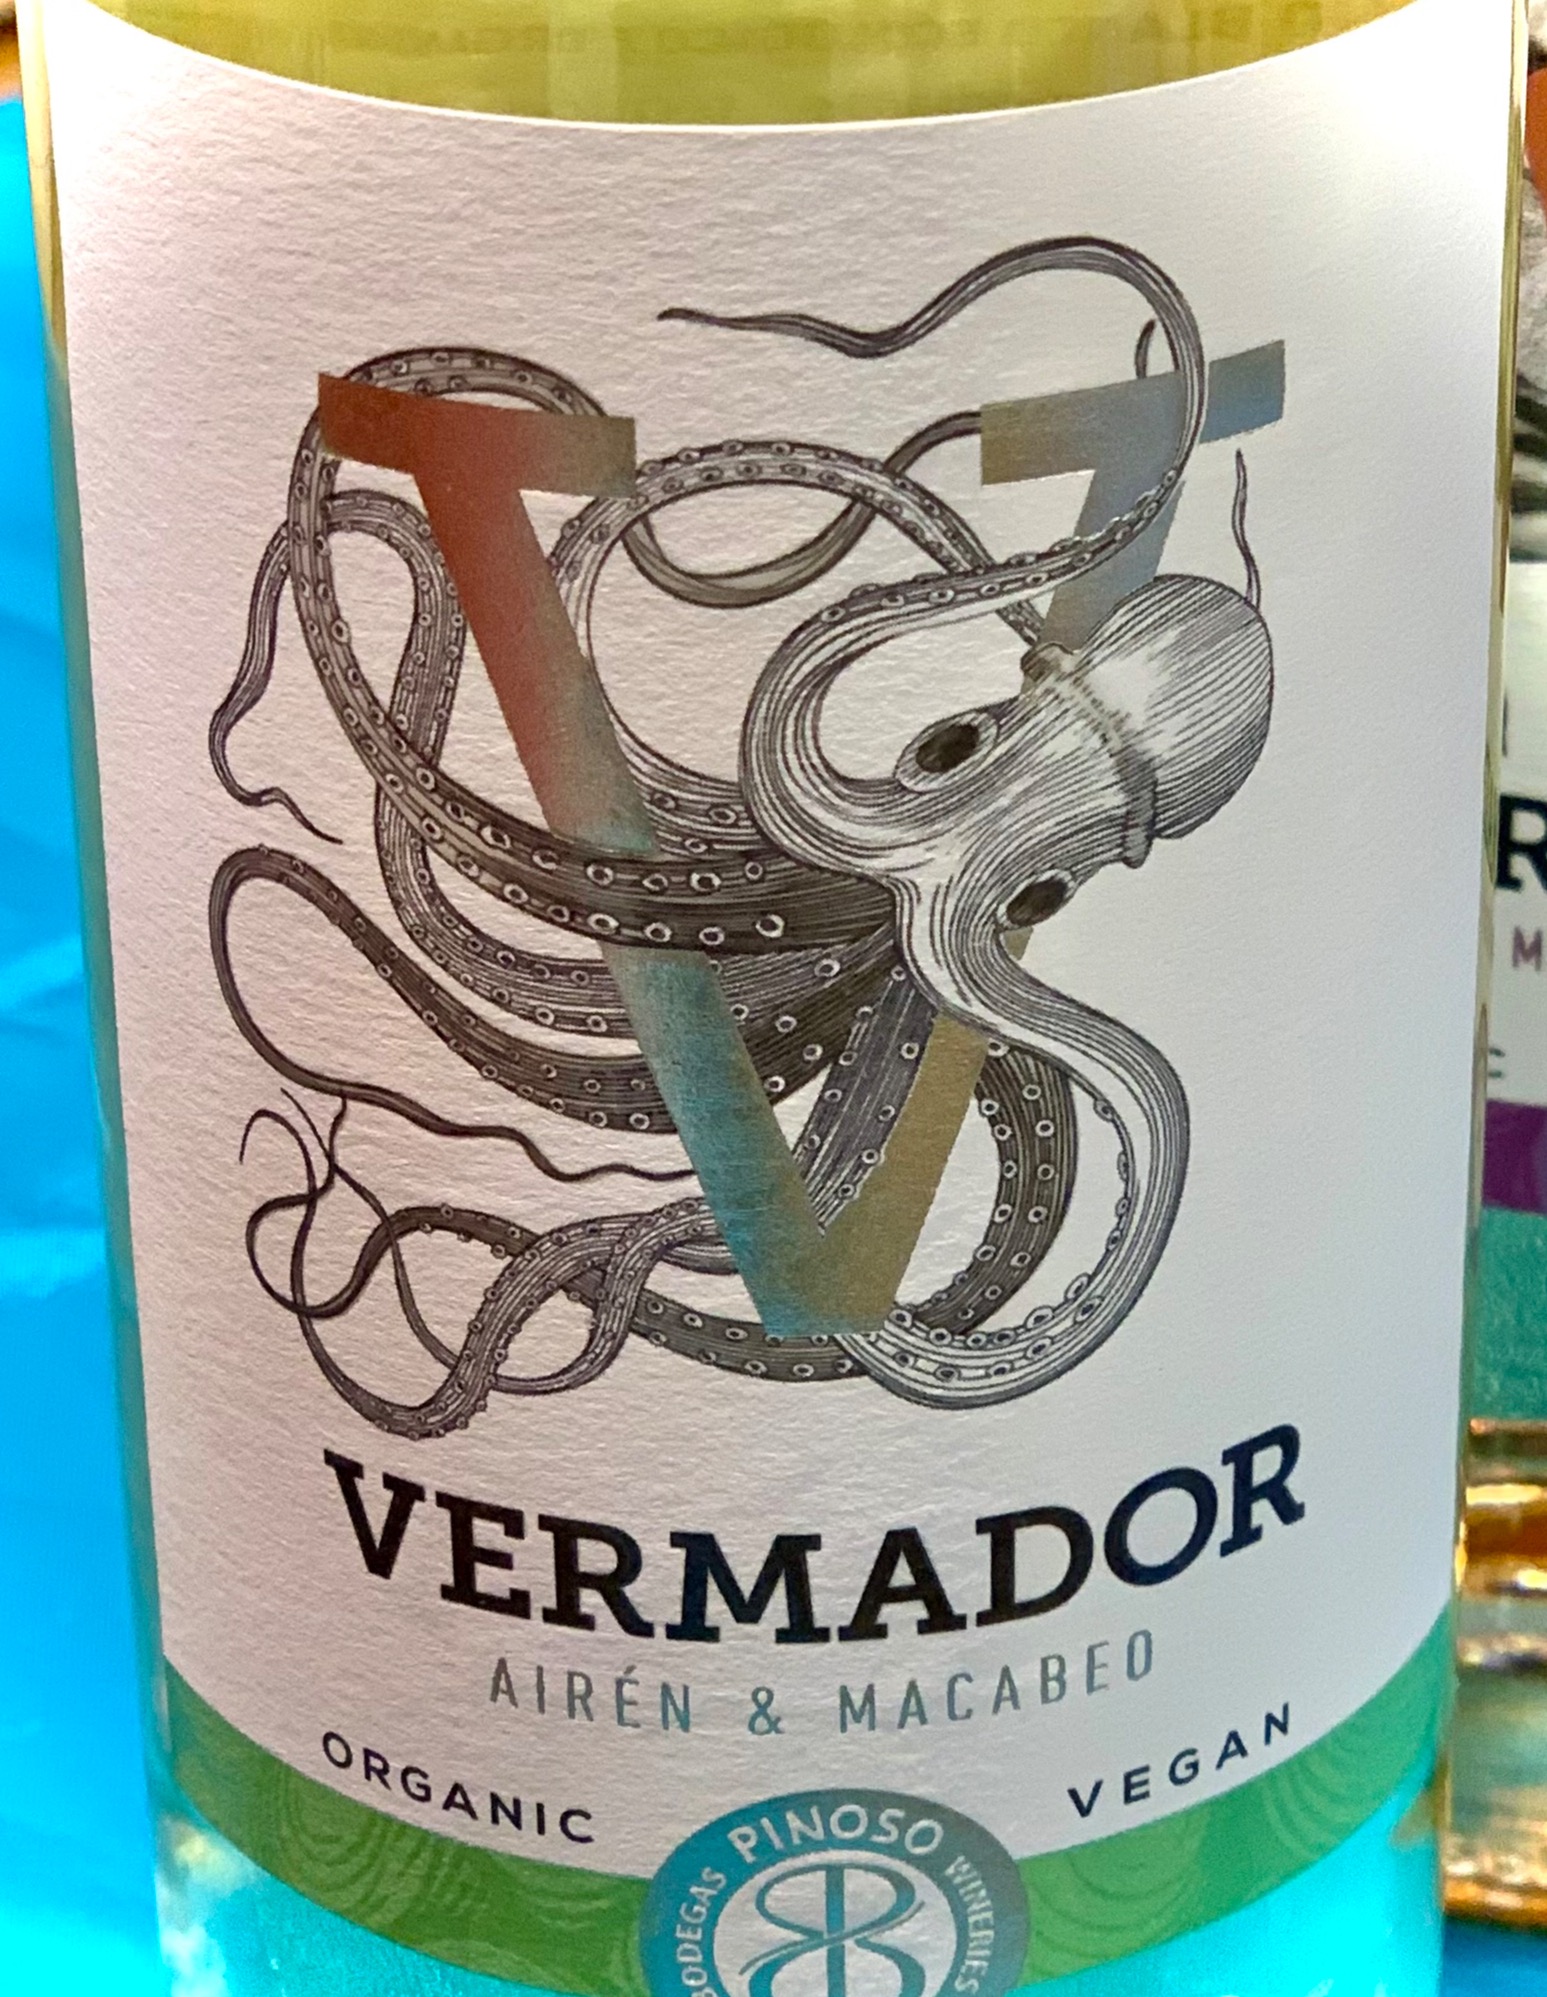 V
VERMADOR
AIRÉN & MACABEO
ORGANIC
VEGAN
BODEGAS PINOSO WINERIES
R
M